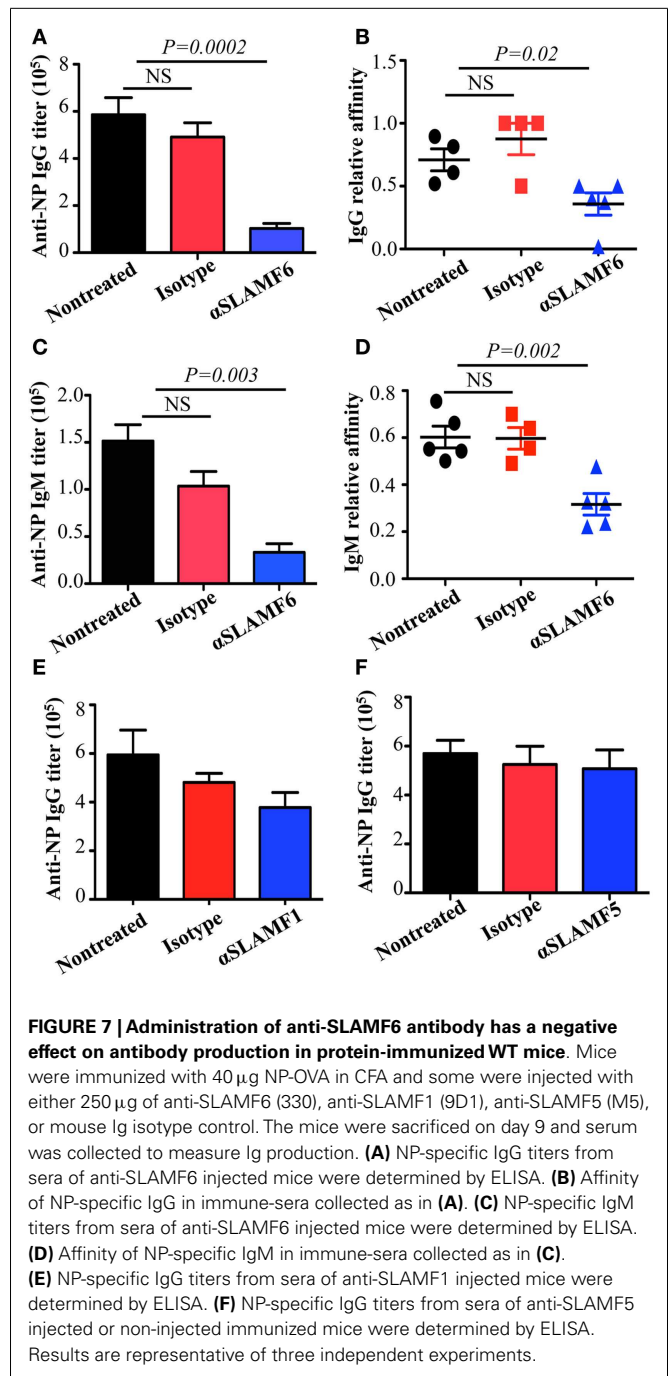 A
P=0.0002
NS
Anti-NP IgG titer (10⁵)
8
6
4
2
0
Nontreated
Isotype
αSLAMF6
B
P=0.02
NS
IgG relative affinity
1.5
1.0
0.5
0.0
Nontreated
Isotype
αSLAMF6
C
P=0.003
NS
Anti-NP IgM titer (10⁵)
2.0
1.5
1.0
0.5
0.0
Nontreated
Isotype
αSLAMF6
D
P=0.002
NS
IgM relative affinity
0.8
0.6
0.4
0.2
0.0
Nontreated
Isotype
αSLAMF6
E
Anti-NP IgG titer (10⁵)
8
6
4
2
0
Nontreated
Isotype
αSLAMF1
F
Anti-NP IgG titer (10⁵)
8
6
4
2
0
Nontreated
Isotype
αSLAMF5
FIGURE 7 | Administration of anti-SLAMF6 antibody has a negative
effect on antibody production in protein-immunized WT mice. Mice
were immunized with 40 μg NP-OVA in CFA and some were injected with
either 250 μg of anti-SLAMF6 (330), anti-SLAMF1 (9D1), anti-SLAMF5 (M5),
or mouse Ig isotype control. The mice were sacrificed on day 9 and serum
was collected to measure Ig production. (A) NP-specific IgG titers from
sera of anti-SLAMF6 injected mice were determined by ELISA. (B) Affinity
of NP-specific IgG in immune-sera collected as in (A). (C) NP-specific IgM
titers from sera of anti-SLAMF6 injected mice were determined by ELISA.
(D) Affinity of NP-specific IgM in immune-sera collected as in (C).
(E) NP-specific IgG titers from sera of anti-SLAMF1 injected mice were
determined by ELISA. (F) NP-specific IgG titers from sera of anti-SLAMF5
injected or non-injected immunized mice were determined by ELISA.
Results are representative of three independent experiments.